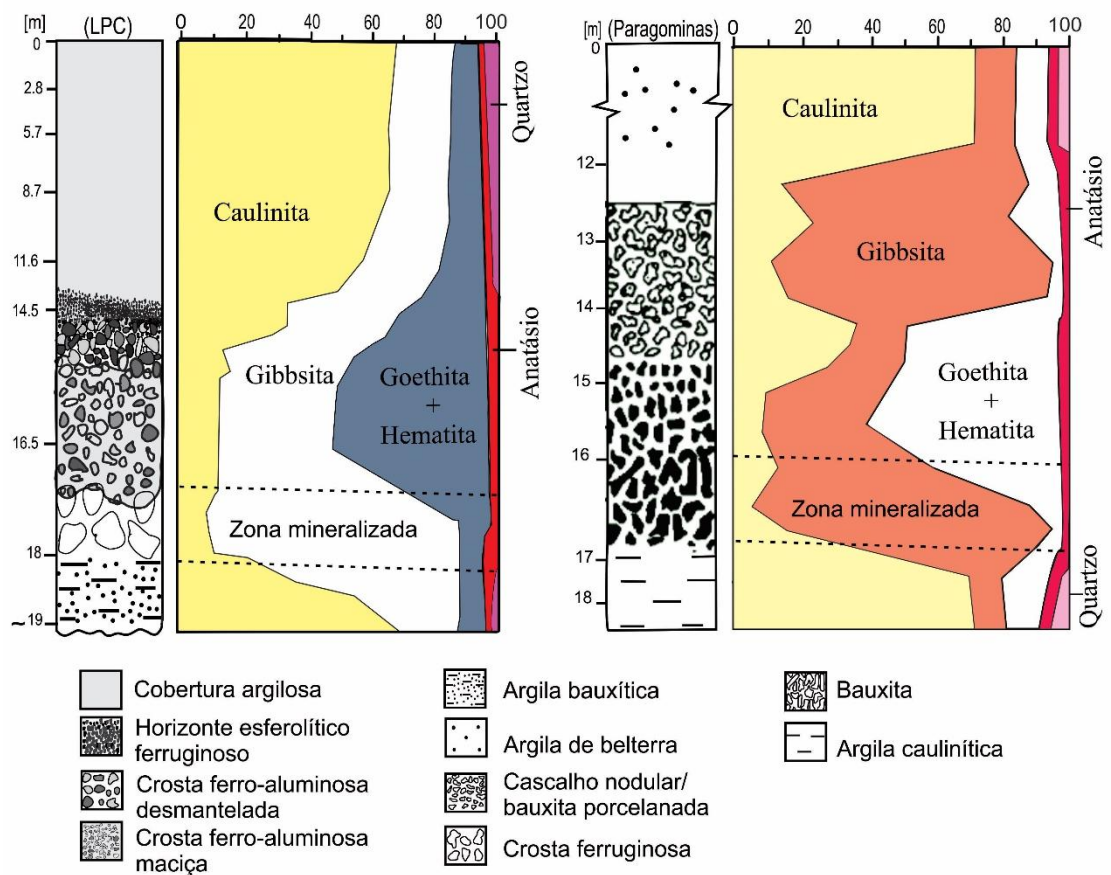 [m]
(LPC)
0
20
40
60
80
100
0
2.8
5.7
8.7
11.6
14.5
16.5
18
~19
Caulinita
Gibbsita
Goethita
+
Hematita
Zona mineralizada
Quartzo
Anatásio
[m]
(Paragominas)
0
20
40
60
80
100
0
12
13
14
15
16
17
18
Caulinita
Gibbsita
Goethita
+
Hematita
Zona mineralizada
Anatásio
Quartzo
Cobertura argilosa
Horizonte esferolítico
ferruginoso
Crosta ferro-aluminosa
desmantelada
Crosta ferro-aluminosa
maciça
Argila bauxítica
Argila de belterra
Cascalho nodular/
bauxita porcelanada
Crosta ferruginosa
Bauxita
Argila caulinítica